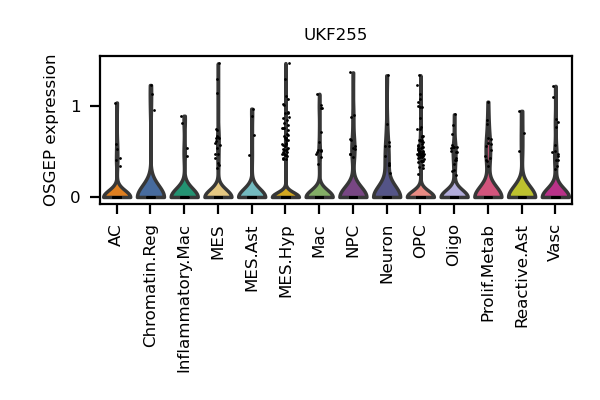 UKF255
OSGEP expression
1
0
AC
Chromatin.Reg
Inflammatory.Mac
MES
MES.Ast
MES.Hyp
Mac
NPC
Neuron
OPC
Oligo
Prolif.Metab
Reactive.Ast
Vasc